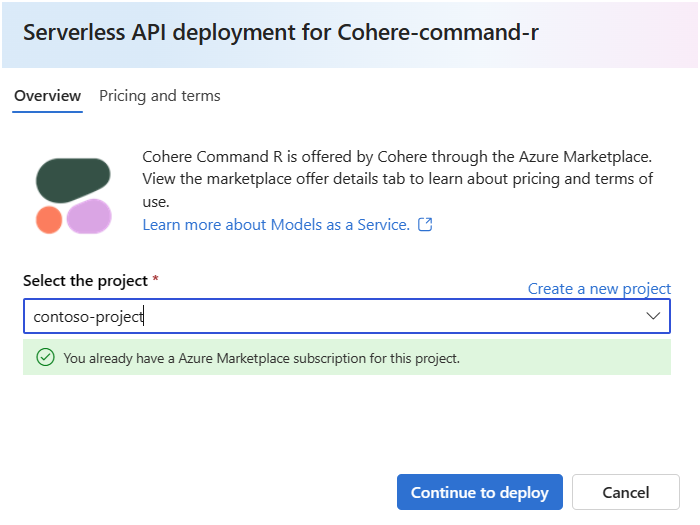 Serverless API deployment for Cohere-command-r
Overview Pricing and terms
Cohere Command R is offered by Cohere through the Azure Marketplace.
View the marketplace offer details tab to learn about pricing and terms of
use.
Learn more about Models as a Service.
Select the project *
Create a new project
contoso-project
You already have a Azure Marketplace subscription for this project.
Continue to deploy Cancel